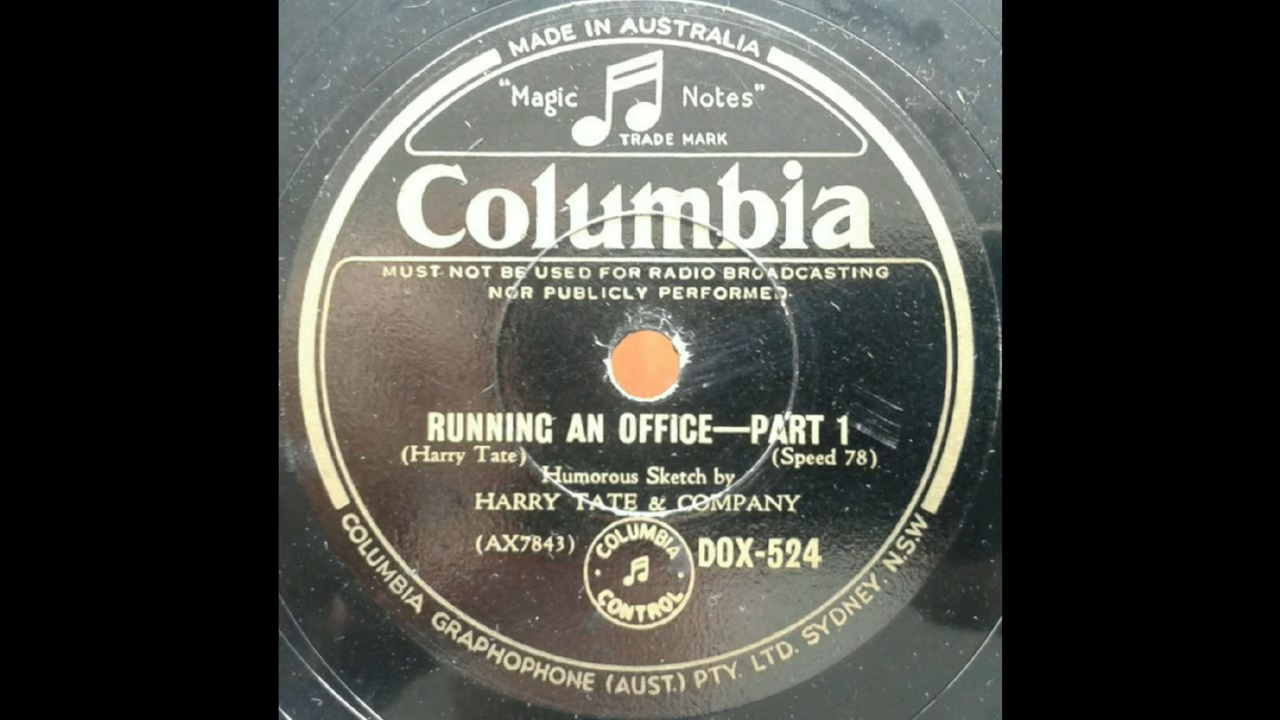 MADE IN AUSTRALIA
"Magic Notes"
TRADE MARK
Columbia
MUST NOT BE USED FOR RADIO BROADCASTING
NOR PUBLICLY PERFORMED.
RUNNING AN OFFICE—PART 1
(Harry Tate) (Speed 78)
Humorous Sketch by
HARRY TATE & COMPANY
(AX7843) COLUMBIA CONTROL DOX-524
COLUMBIA GRAPHOPHONE (AUST.) PTY. LTD. SYDNEY. N.S.W